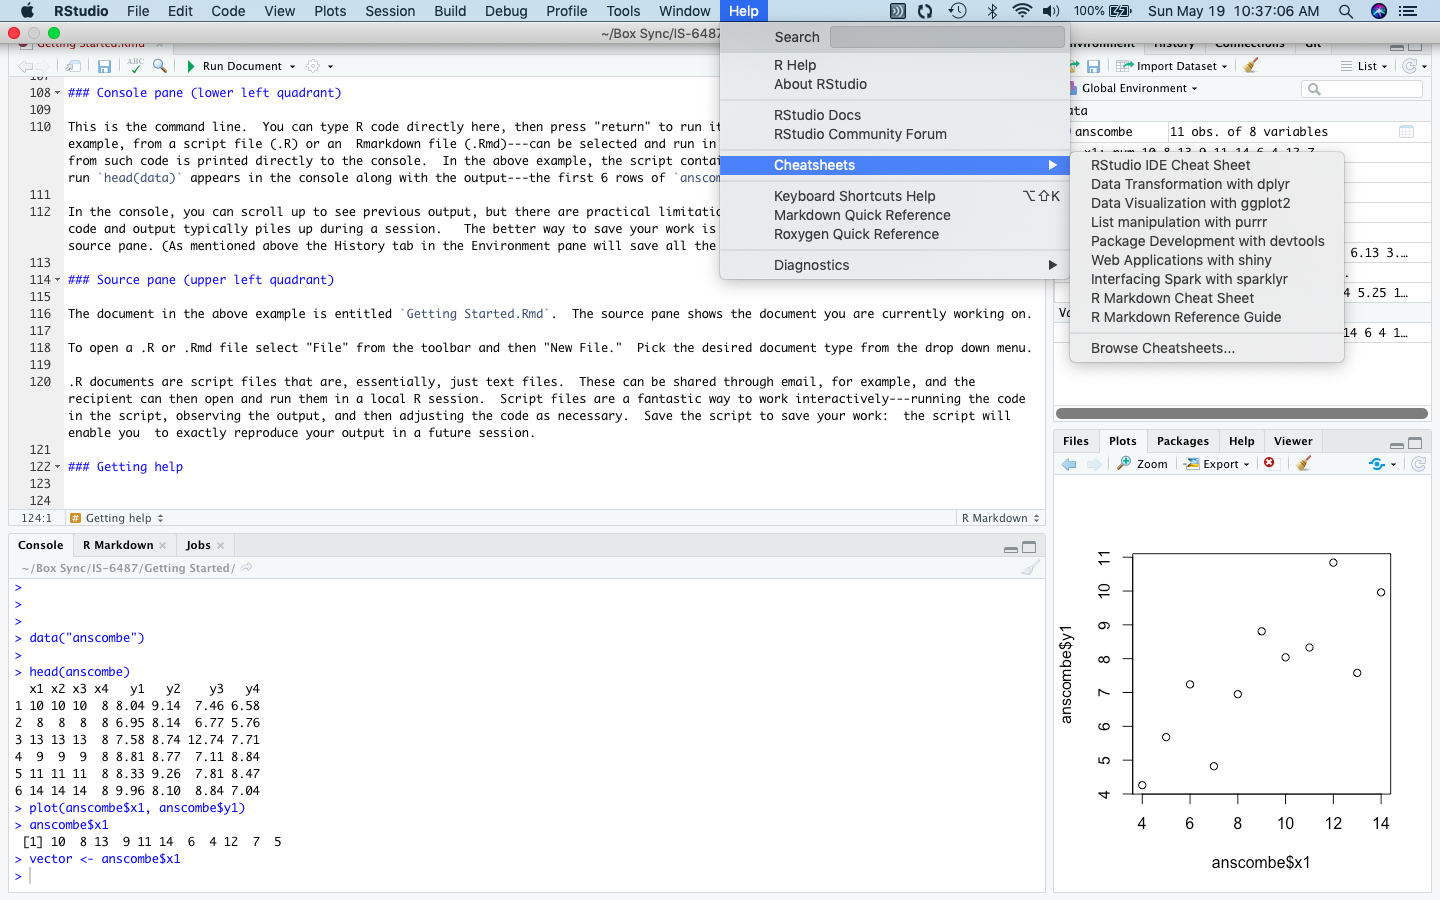 RStudio File Edit Code View Plots Session Build Debug Profile Tools Window Help 100% Sun May 19 10:37:06 AM
~/Box Sync/IS-6487/
Getting Started.Rmd
Run Document
107
108 ### Console pane (lower left quadrant)
109
110 This is the command line.  You can type R code directly here, then press "return" to run it
example, from a script file (.R) or an  Rmarkdown file (.Rmd)---can be selected and run in
from such code is printed directly to the console.  In the above example, the script contai
run `head(data)` appears in the console along with the output---the first 6 rows of `anscom
111
112 In the console, you can scroll up to see previous output, but there are practical limitatio
code and output typically piles up during a session.   The better way to save your work is
source pane. (As mentioned above the History tab in the Environment pane will save all the
113
114 ### Source pane (upper left quadrant)
115
116 The document in the above example is entitled `Getting Started.Rmd`.  The source pane shows the document you are currently working on.
117
118 To open a .R or .Rmd file select "File" from the toolbar and then "New File."  Pick the desired document type from the drop down menu.
119
120 .R documents are script files that are, essentially, just text files.  These can be shared through email, for example, and the
recipient can then open and run them in a local R session.  Script files are a fantastic way to work interactively---running the code
in the script, observing the output, and then adjusting the code as necessary.  Save the script to save your work:  the script will
enable you  to exactly reproduce your output in a future session.
121
122 ### Getting help
123
124
124:1 # Getting help R Markdown
Search
R Help
About RStudio
RStudio Docs
RStudio Community Forum
Cheatsheets
Keyboard Shortcuts Help ⌥⇧K
Markdown Quick Reference
Roxygen Quick Reference
Diagnostics
RStudio IDE Cheat Sheet
Data Transformation with dplyr
Data Visualization with ggplot2
List manipulation with purrr
Package Development with devtools
Web Applications with shiny
Interfacing Spark with sparklyr
R Markdown Cheat Sheet
R Markdown Reference Guide
Browse Cheatsheets...
History Connections Git
Import Dataset List
Global Environment
ata
anscombe 11 obs. of 8 variables
6.13 3.…
4 5.25 1…
14 6 4 1…
Console R Markdown Jobs
~/Box Sync/IS-6487/Getting Started/
>
>
>
> data("anscombe")
>
> head(anscombe)
x1 x2 x3 x4   y1   y2    y3   y4
1 10 10 10  8 8.04 9.14  7.46 6.58
2  8  8  8  8 6.95 8.14  6.77 5.76
3 13 13 13  8 7.58 8.74 12.74 7.71
4  9  9  9  8 8.81 8.77  7.11 8.84
5 11 11 11  8 8.33 9.26  7.81 8.47
6 14 14 14  8 9.96 8.10  8.84 7.04
> plot(anscombe$x1, anscombe$y1)
> anscombe$x1
[1] 10  8 13  9 11 14  6  4 12  7  5
> vector <- anscombe$x1
>
Files Plots Packages Help Viewer
Zoom Export
anscombe$y1
11
10
9
8
7
6
5
4
4 6 8 10 12 14
anscombe$x1